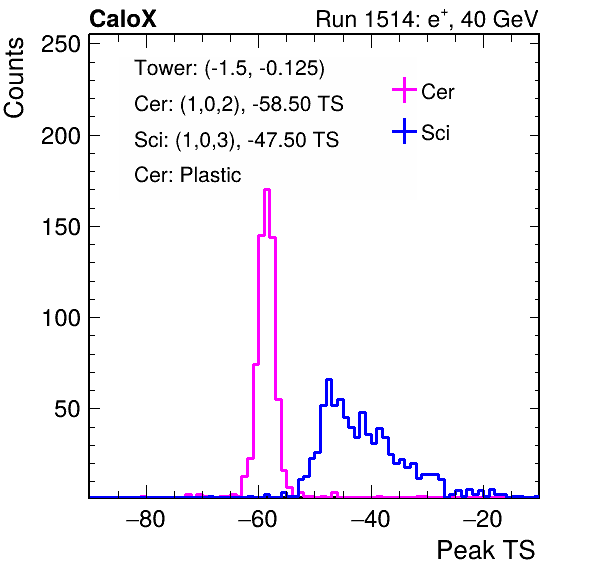 CaloX Run 1514: e⁺, 40 GeV
Counts
250
200
150
100
50
Tower: (-1.5, -0.125)
Cer: (1,0,2), -58.50 TS
Sci: (1,0,3), -47.50 TS
Cer: Plastic
Cer
Sci
−80 −60 −40 −20
Peak TS